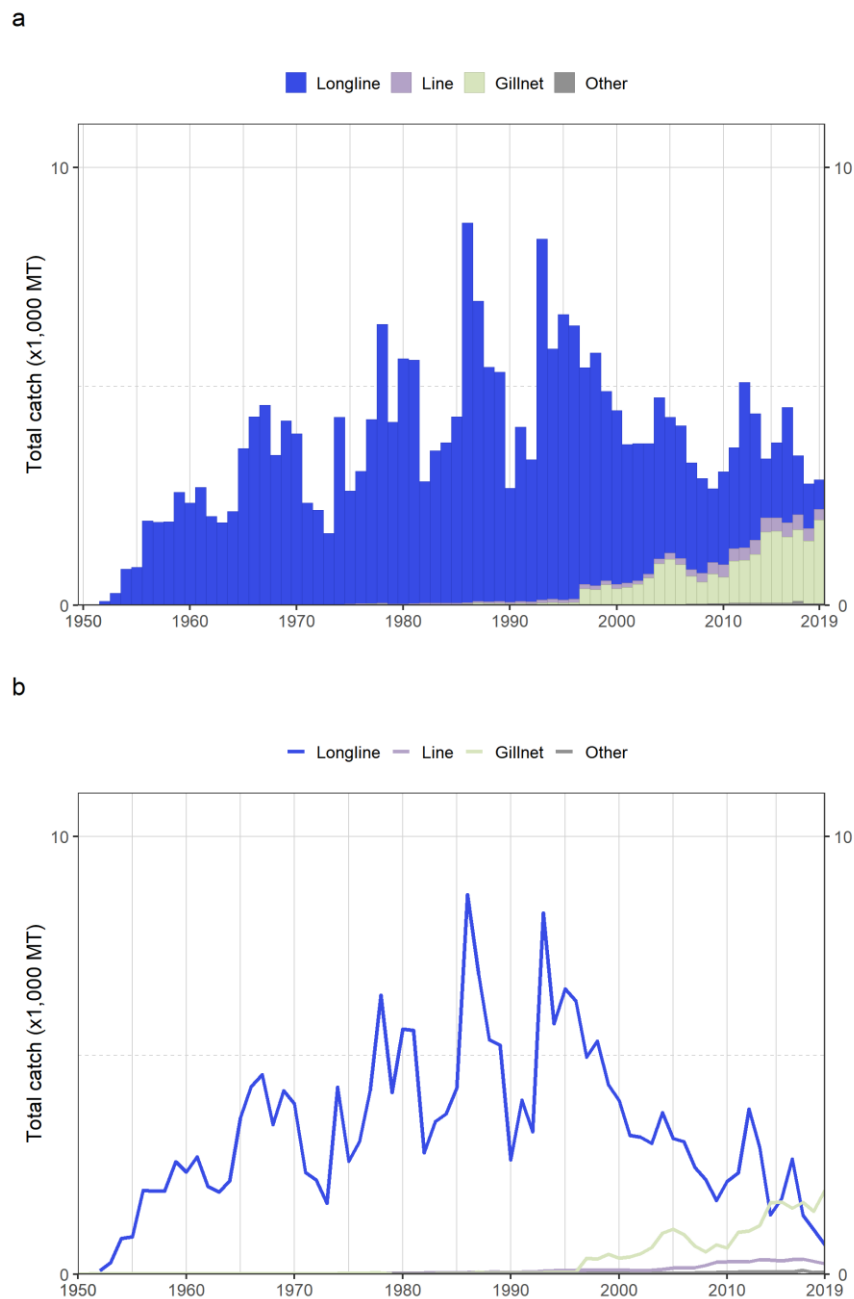 a
Longline Line Gillnet Other
10 10
Total catch (x1,000 MT)
0 0
1950 1960 1970 1980 1990 2000 2010 2019
b
Longline Line Gillnet Other
10 10
Total catch (x1,000 MT)
0 0
1950 1960 1970 1980 1990 2000 2010 2019